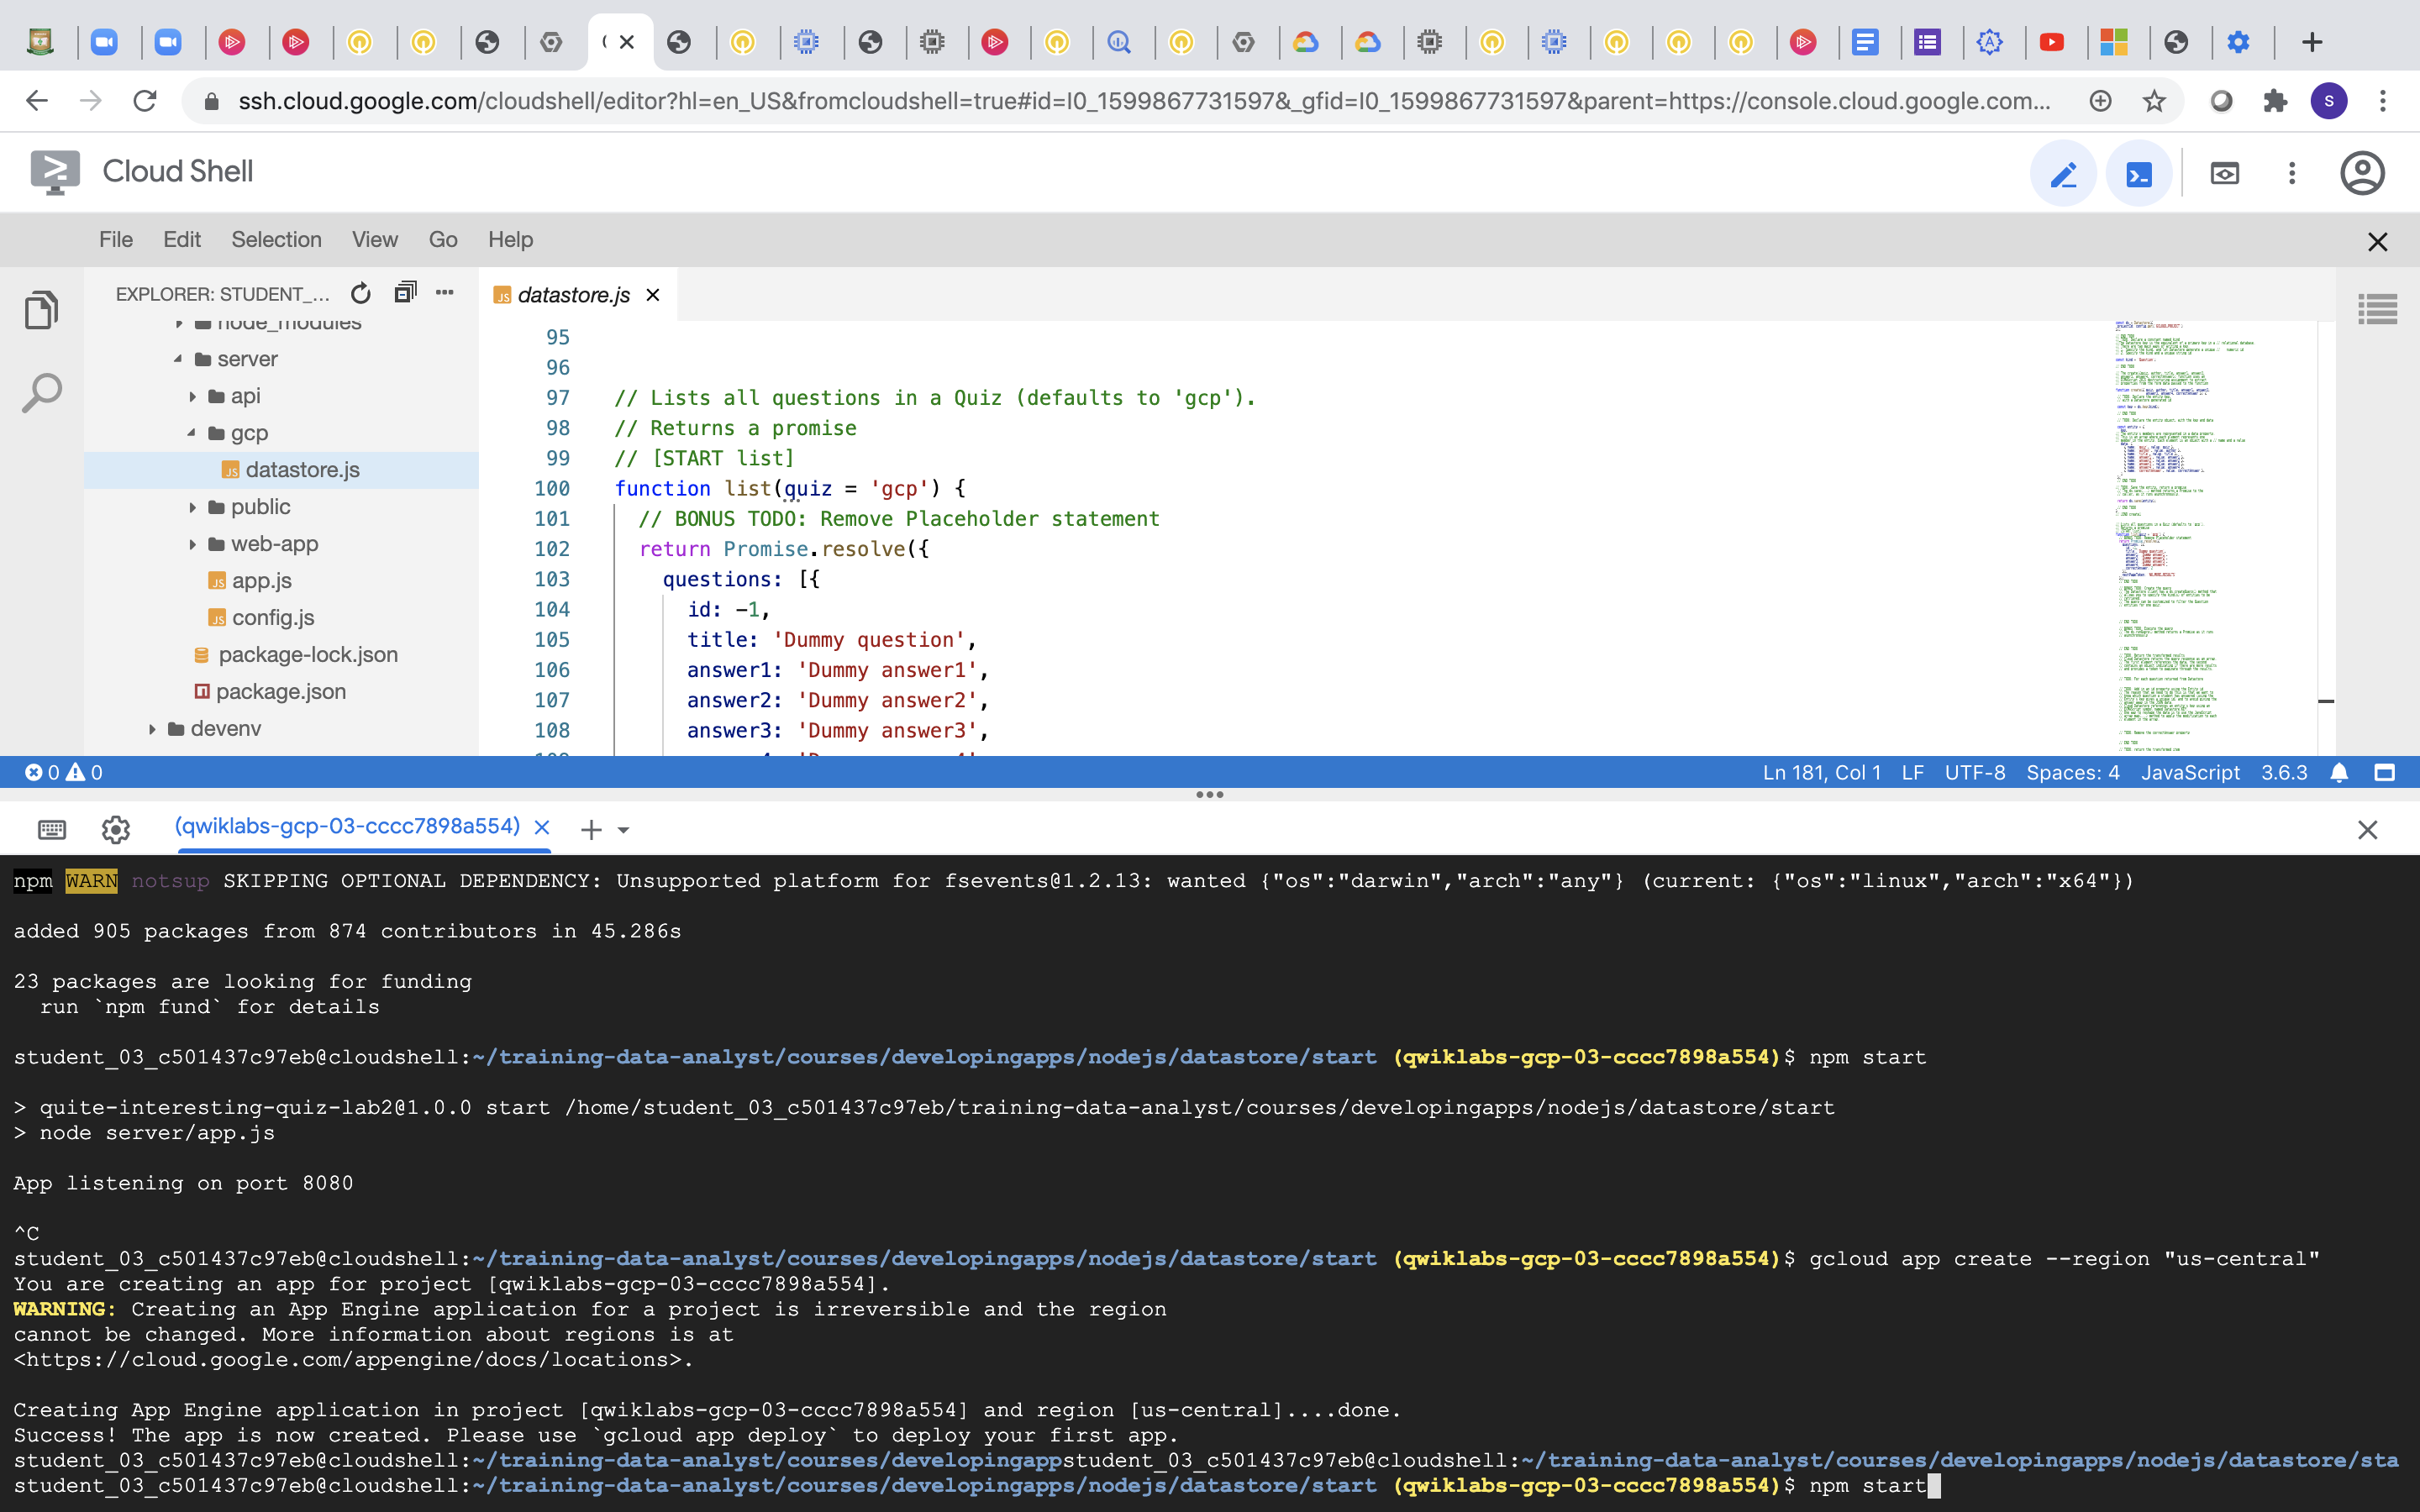 ssh.cloud.google.com/cloudshell/editor?hl=en_US&fromcloudshell=true#id=I0_1599867731597&_gfid=I0_1599867731597&parent=https://console.cloud.google.com...
S
Cloud Shell
File Edit Selection View Go Help
EXPLORER: STUDENT_...
datastore.js
node_modules
server
api
gcp
datastore.js
public
web-app
app.js
config.js
package-lock.json
package.json
devenv
95
96
97 // Lists all questions in a Quiz (defaults to 'gcp').
98 // Returns a promise
99 // [START list]
100 function list(quiz = 'gcp') {
101 // BONUS TODO: Remove Placeholder statement
102 return Promise.resolve({
103 questions: [{
104 id: -1,
105 title: 'Dummy question',
106 answer1: 'Dummy answer1',
107 answer2: 'Dummy answer2',
108 answer3: 'Dummy answer3',
0 0 Ln 181, Col 1 LF UTF-8 Spaces: 4 JavaScript 3.6.3
(qwiklabs-gcp-03-cccc7898a554)
npm WARN notsup SKIPPING OPTIONAL DEPENDENCY: Unsupported platform for fsevents@1.2.13: wanted {"os":"darwin","arch":"any"} (current: {"os":"linux","arch":"x64"})
added 905 packages from 874 contributors in 45.286s
23 packages are looking for funding
run `npm fund` for details
student_03_c501437c97eb@cloudshell:~/training-data-analyst/courses/developingapps/nodejs/datastore/start (qwiklabs-gcp-03-cccc7898a554)$ npm start
> quite-interesting-quiz-lab2@1.0.0 start /home/student_03_c501437c97eb/training-data-analyst/courses/developingapps/nodejs/datastore/start
> node server/app.js
App listening on port 8080
^C
student_03_c501437c97eb@cloudshell:~/training-data-analyst/courses/developingapps/nodejs/datastore/start (qwiklabs-gcp-03-cccc7898a554)$ gcloud app create --region "us-central"
You are creating an app for project [qwiklabs-gcp-03-cccc7898a554].
WARNING: Creating an App Engine application for a project is irreversible and the region
cannot be changed. More information about regions is at
<https://cloud.google.com/appengine/docs/locations>.
Creating App Engine application in project [qwiklabs-gcp-03-cccc7898a554] and region [us-central]....done.
Success! The app is now created. Please use `gcloud app deploy` to deploy your first app.
student_03_c501437c97eb@cloudshell:~/training-data-analyst/courses/developingappstudent_03_c501437c97eb@cloudshell:~/training-data-analyst/courses/developingapps/nodejs/datastore/sta
student_03_c501437c97eb@cloudshell:~/training-data-analyst/courses/developingapps/nodejs/datastore/start (qwiklabs-gcp-03-cccc7898a554)$ npm start